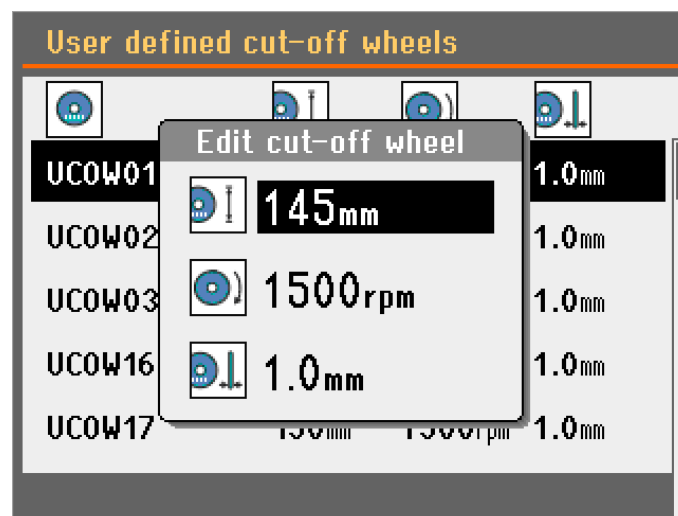 User defined cut-off wheels
Edit cut-off wheel
UCOW01 1.0mm
145mm
UCOW02 1.0mm
1500rpm
UCOW03 1.0mm
UCOW16 1.0mm
1.0mm
UCOW17 1.0mm